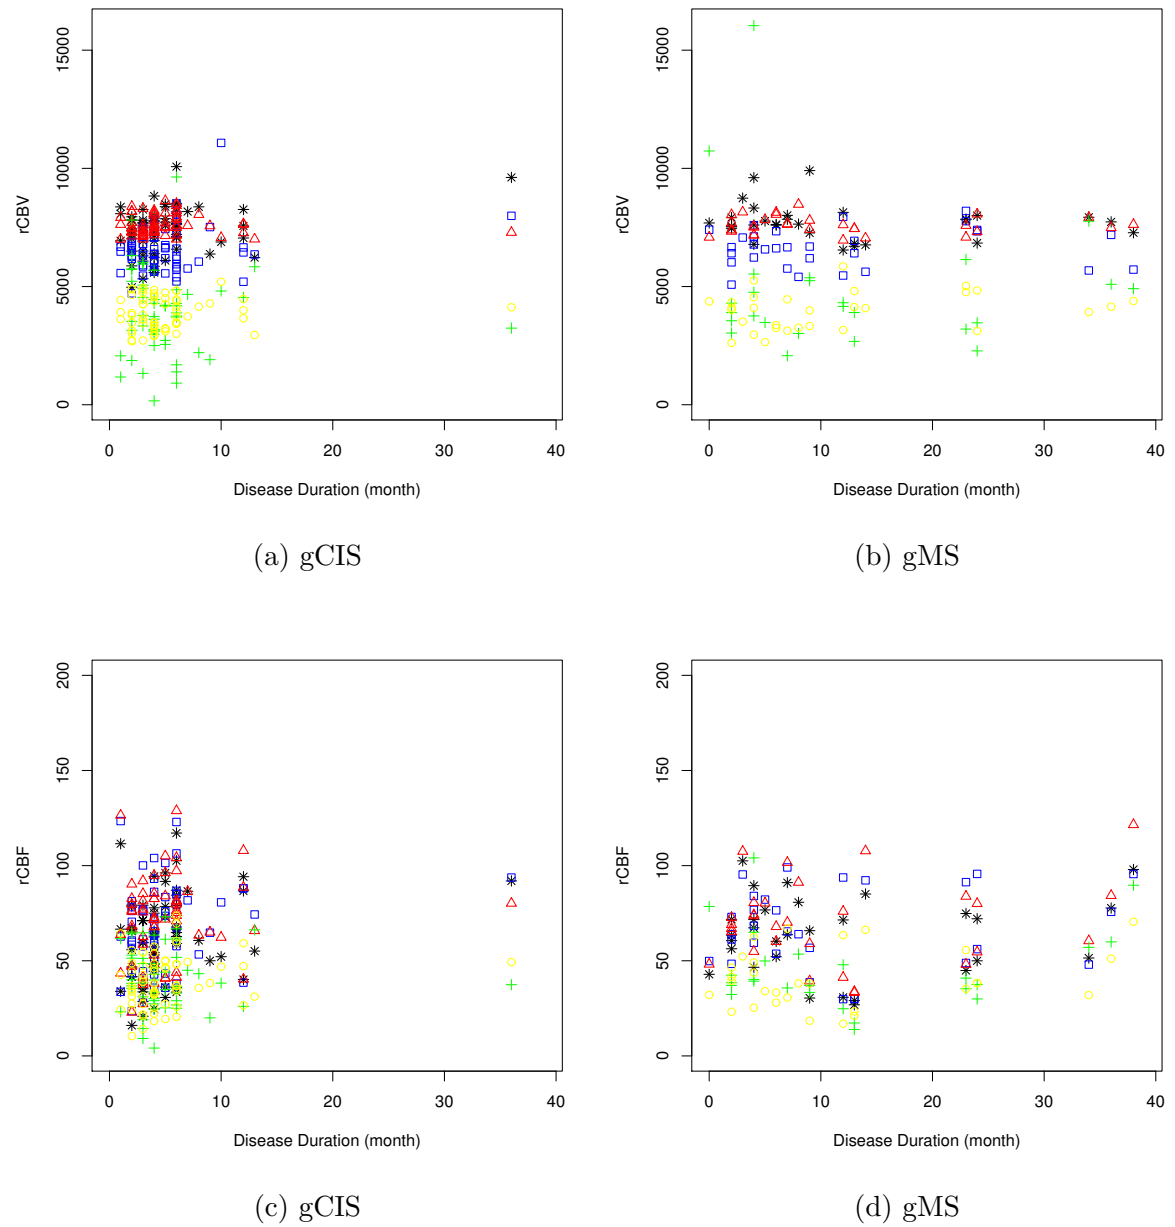 rCBV
15000
10000
5000
0
0 10 20 30 40
Disease Duration (month)
(a) gCIS
rCBV
15000
10000
5000
0
0 10 20 30 40
Disease Duration (month)
(b) gMS
rCBF
200
150
100
50
0
0 10 20 30 40
Disease Duration (month)
(c) gCIS
rCBF
200
150
100
50
0
0 10 20 30 40
Disease Duration (month)
(d) gMS